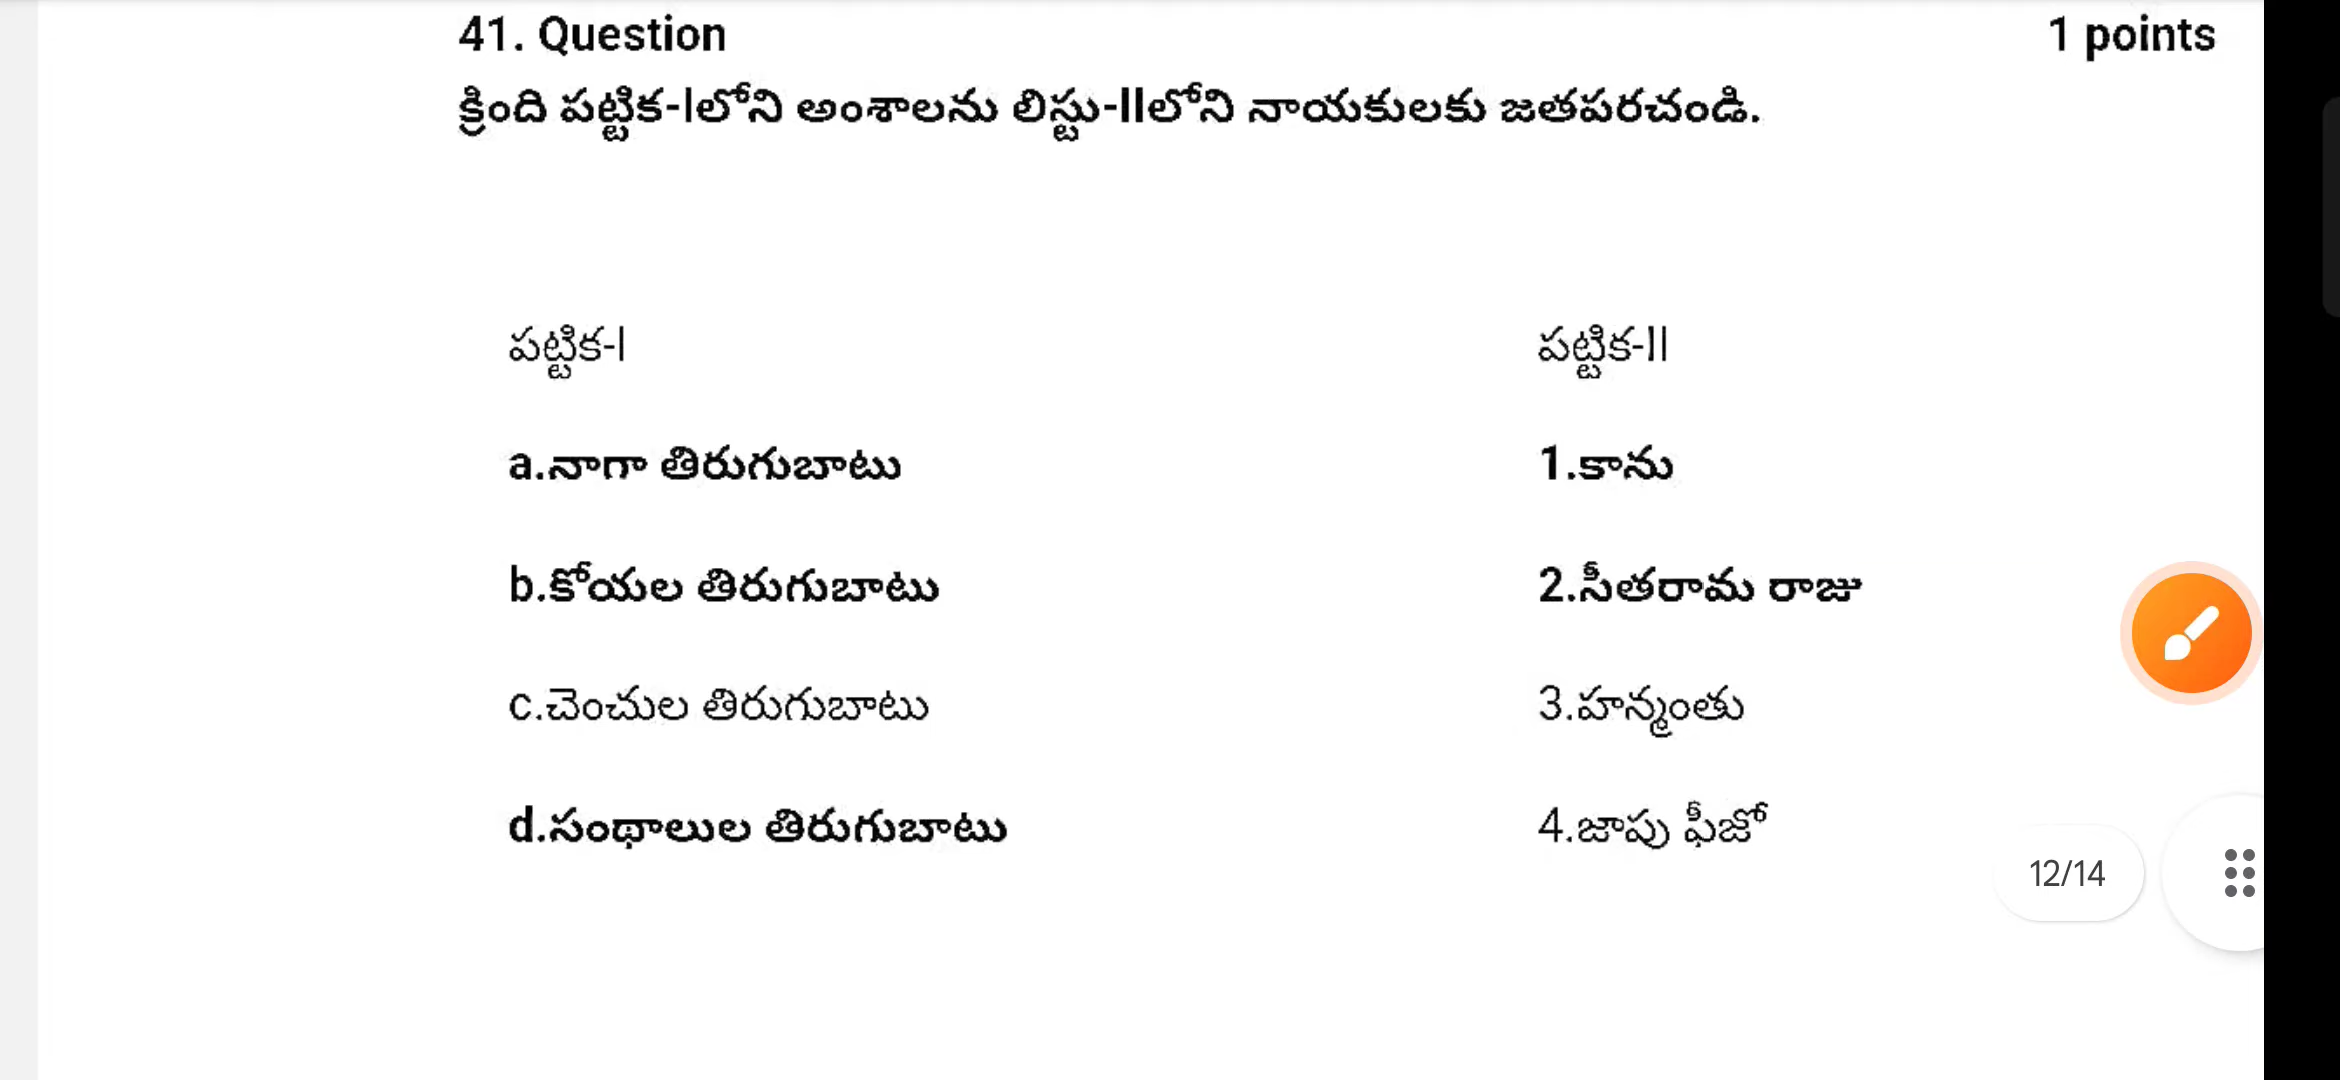 41. Question 1 points
క్రింది పట్టిక-Iలోని అంశాలను లిస్టు-IIలోని నాయకులకు జతపరచండి.
పట్టిక-I పట్టిక-II
a.నాగా తిరుగుబాటు 1.కాను
b.కోయల తిరుగుబాటు 2.సీతరామ రాజు
c.చెంచుల తిరుగుబాటు 3.హన్మంతు
d.సంథాలుల తిరుగుబాటు 4.జాపు ఫీజో
12/14